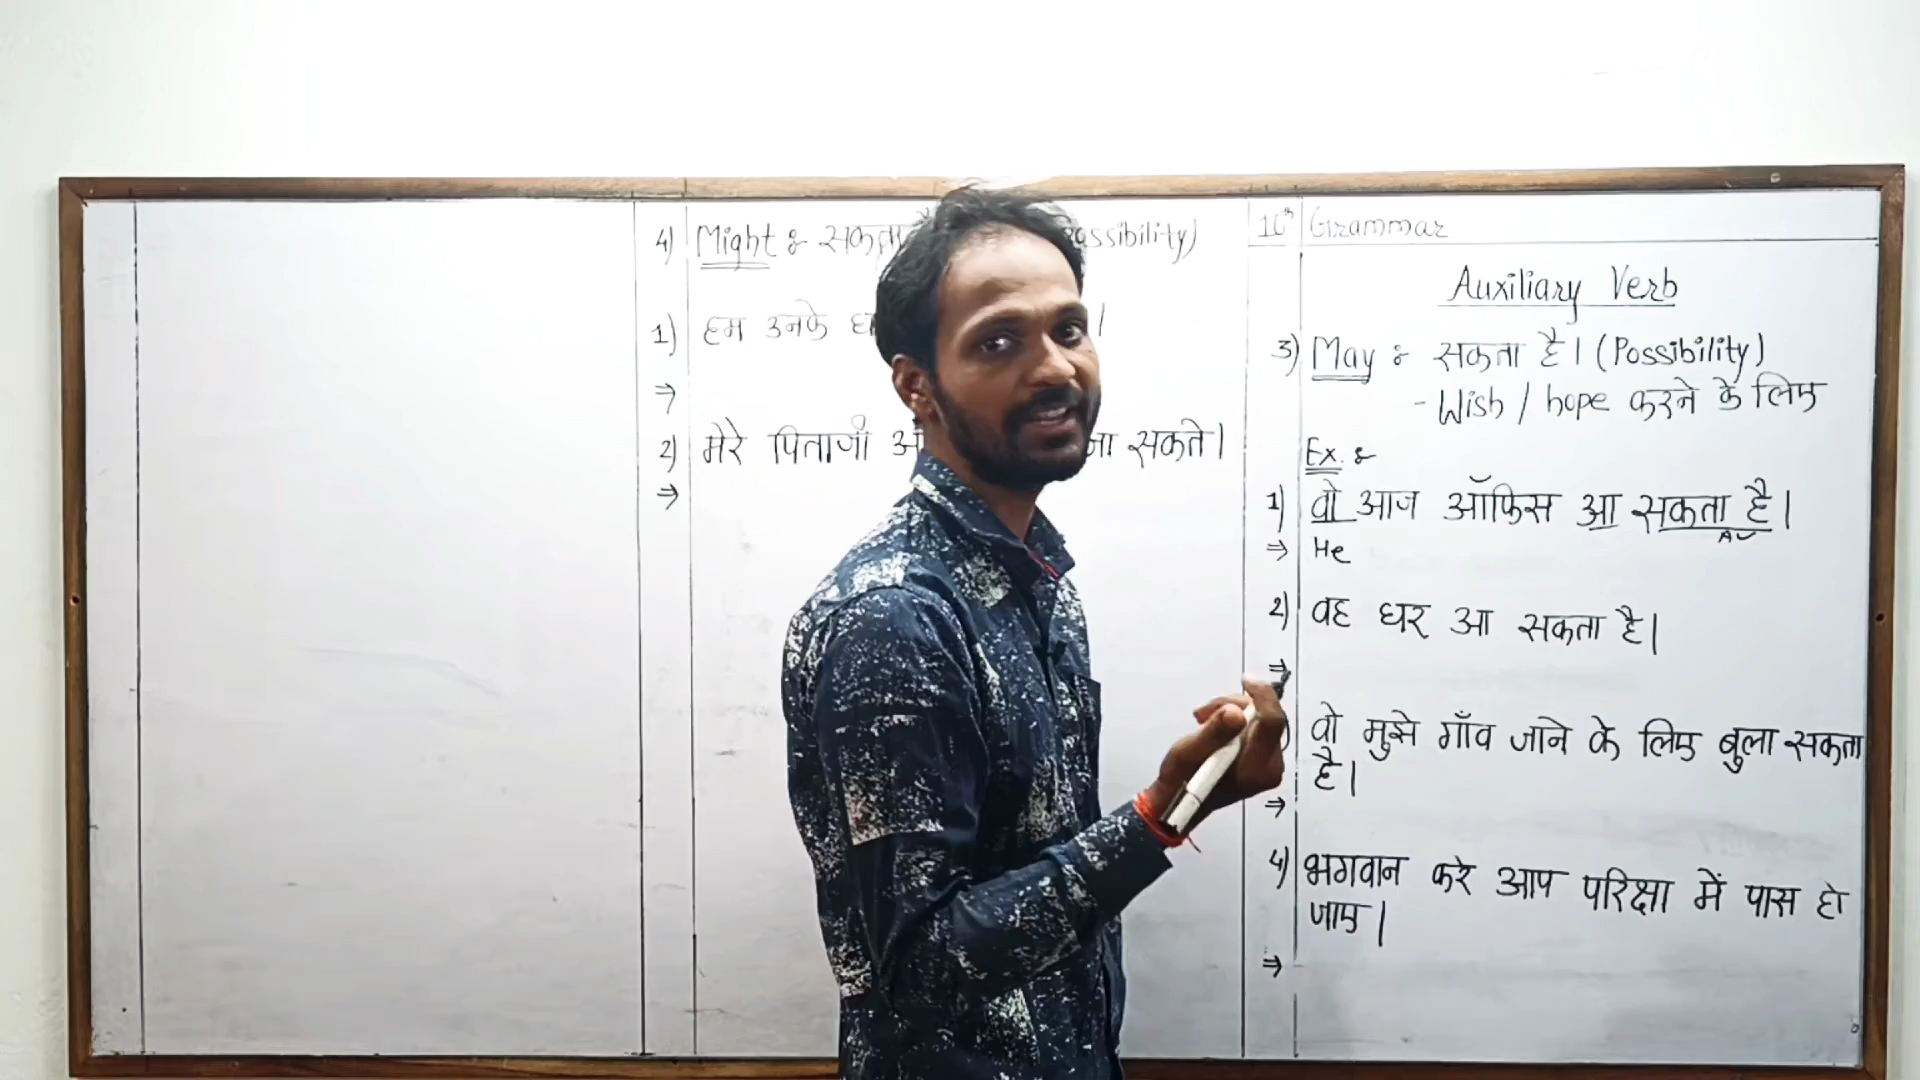 4) Might :- सकता
1) हम उनके
⇒
2) मेरे पिताजी जा सकते।
⇒
10th Grammar
Auxiliary Verb
3) May :- सकता है। (Possibility)
- Wish / hope करने के लिए
Ex. :-
1) वो आज ऑफिस आ सकता है।
AV
⇒ He
2) वह घर आ सकता है।
⇒
वो मुझे गाँव जाने के लिए बुला सकता
है।
⇒
4) भगवान करे आप परिक्षा में पास हो
जाए।
⇒